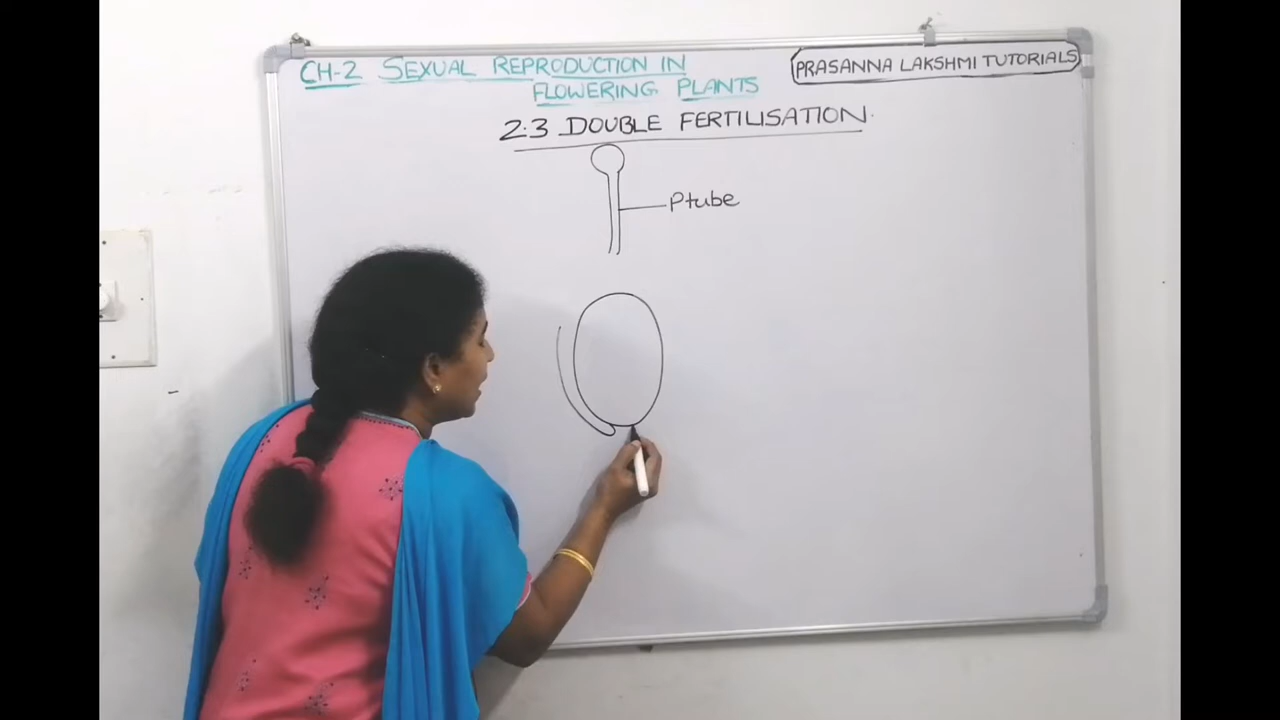 CH-2 SEXUAL REPRODUCTION IN
FLOWERING PLANTS
PRASANNA LAKSHMI TUTORIALS
2.3 DOUBLE FERTILISATION.
Ptube